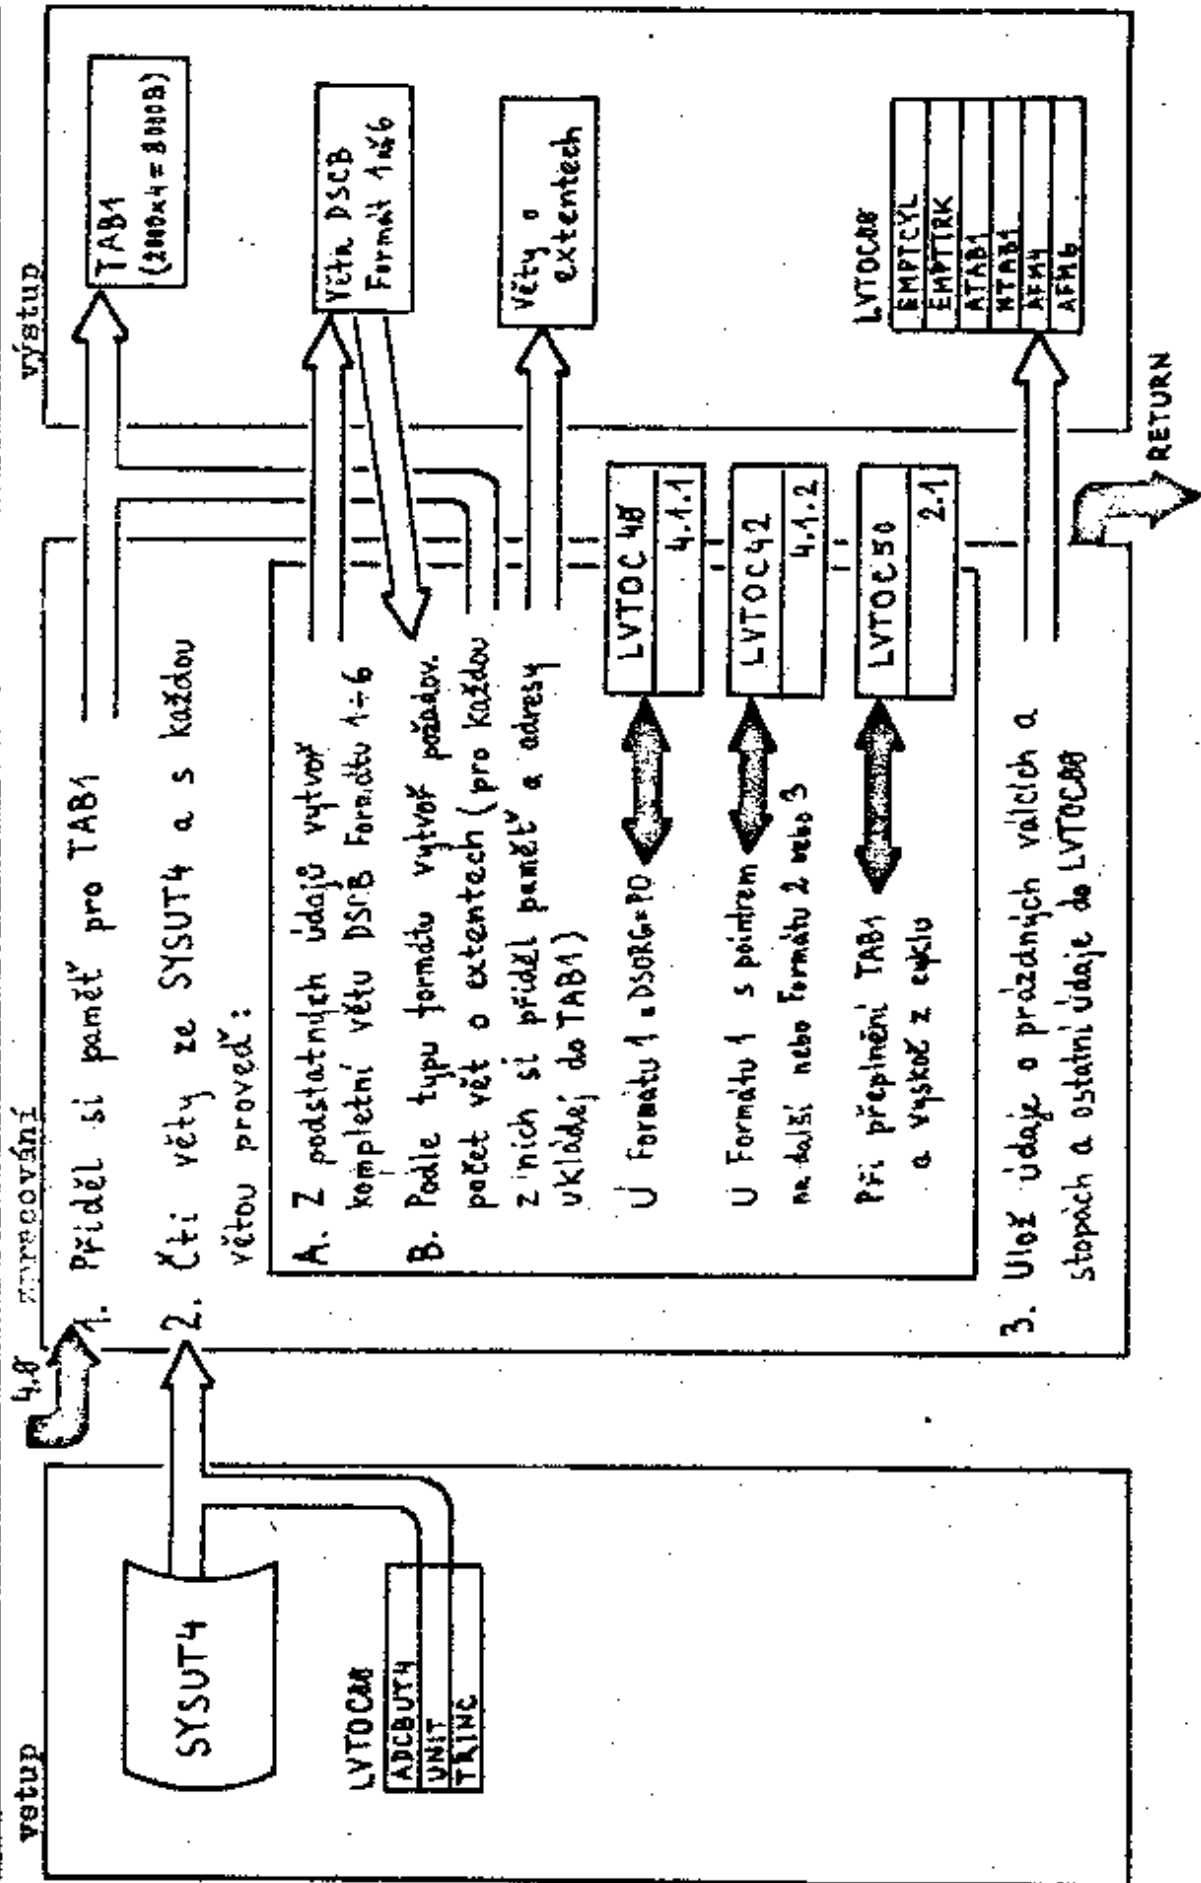 vstup
SYSUT4
LVTOC00
ADCBUT4
UNIT
TRINC
4.0
zpracování
1. Přiděl si paměť pro TAB1
2. Čti věty ze SYSUT4 a s každou
větou proveď:
A. Z podstatných údajů vytvoř
kompletní větu DSCB Formátu 1÷6
B. Podle typu formátu vytvoř požadov.
počet vět o extentech (pro každou
z nich si přiděl paměť a adresy
ukládej do TAB1)
U Formátu 1 DSORG=PO
LVTOC40
4.1.1
U Formátu 1 s pointrem
na další nebo Formátu 2 nebo 3
LVTOC42
4.1.2
Při přeplnění TAB1
a vyskoč z cyklu
LVTOC50
2.1
3. Ulož údaje o prázdných válcích a
stopách a ostatní údaje do LVTOC00
RETURN
výstup
TAB1
(2000x4=8000B)
Věta DSCB
Formát 1až6
Věty o
extentech
LVTOC00
EMPTCYL
EMPTTRK
ATAB1
NTAB1
AFM4
AFM6